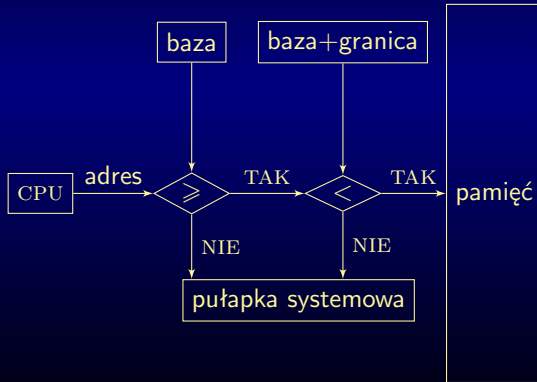 baza
baza+granica
CPU
adres
⩾
TAK
<
TAK
pamięć
NIE
NIE
pułapka systemowa